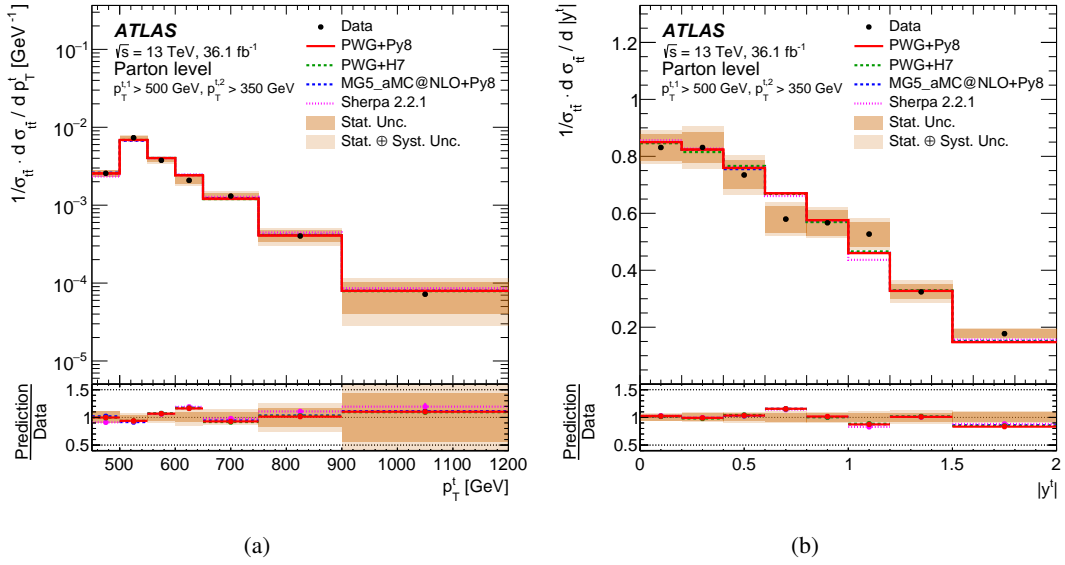 1/σ_tt̄ · d σ_tt̄ / d p_T^t [GeV⁻¹]
ATLAS
√s = 13 TeV, 36.1 fb⁻¹
Parton level
p_T^t,1 > 500 GeV, p_T^t,2 > 350 GeV
Data
PWG+Py8
PWG+H7
MG5_aMC@NLO+Py8
Sherpa 2.2.1
Stat. Unc.
Stat. ⊕ Syst. Unc.
10⁻¹
10⁻²
10⁻³
10⁻⁴
10⁻⁵
Prediction
Data
1.5
1
0.5
500 600 700 800 900 1000 1100 1200
p_T^t [GeV]
(a)
1/σ_tt̄ · d σ_tt̄ / d |y^t|
ATLAS
√s = 13 TeV, 36.1 fb⁻¹
Parton level
p_T^t,1 > 500 GeV, p_T^t,2 > 350 GeV
Data
PWG+Py8
PWG+H7
MG5_aMC@NLO+Py8
Sherpa 2.2.1
Stat. Unc.
Stat. ⊕ Syst. Unc.
1.2
1
0.8
0.6
0.4
0.2
Prediction
Data
1.5
1
0.5
0 0.5 1 1.5 2
|y^t|
(b)